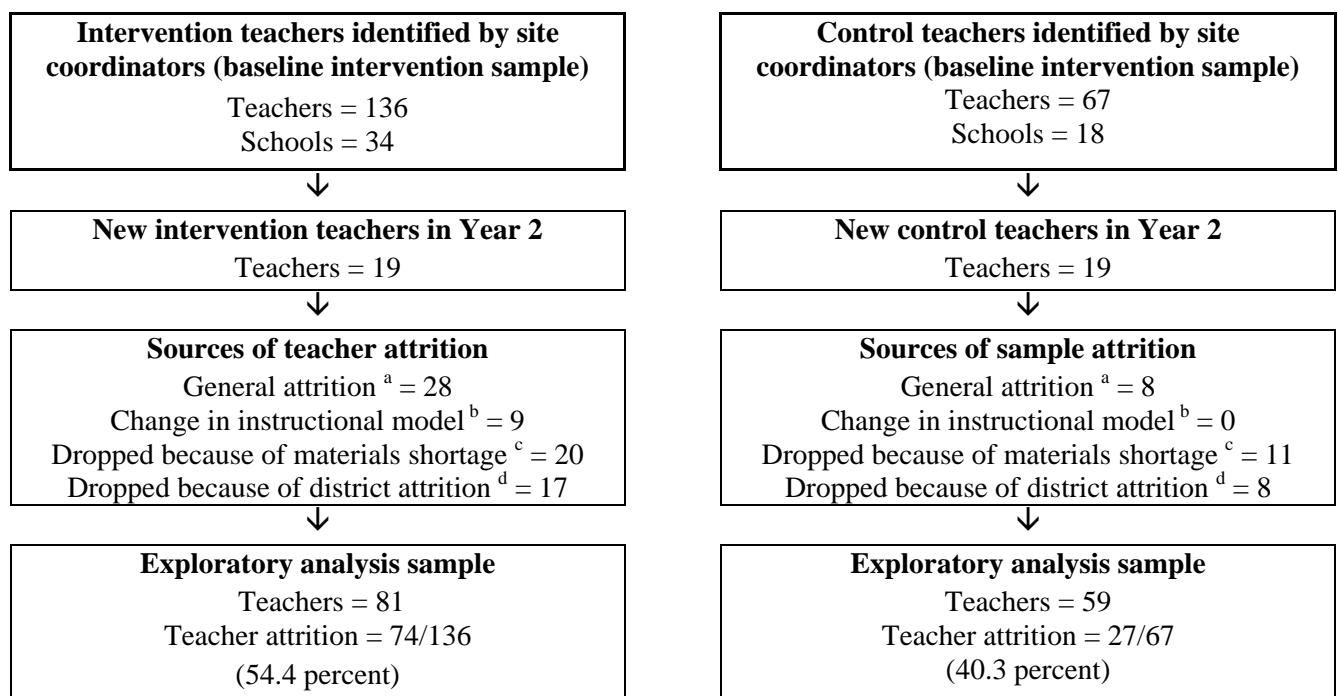 Intervention teachers identified by site
coordinators (baseline intervention sample)
Teachers = 136
Schools = 34
↓
New intervention teachers in Year 2
Teachers = 19
↓
Sources of teacher attrition
General attrition a = 28
Change in instructional model b = 9
Dropped because of materials shortage c = 20
Dropped because of district attrition d = 17
↓
Exploratory analysis sample
Teachers = 81
Teacher attrition = 74/136
(54.4 percent)
Control teachers identified by site
coordinators (baseline intervention sample)
Teachers = 67
Schools = 18
↓
New control teachers in Year 2
Teachers = 19
↓
Sources of sample attrition
General attrition a = 8
Change in instructional model b = 0
Dropped because of materials shortage c = 11
Dropped because of district attrition d = 8
↓
Exploratory analysis sample
Teachers = 59
Teacher attrition = 27/67
(40.3 percent)